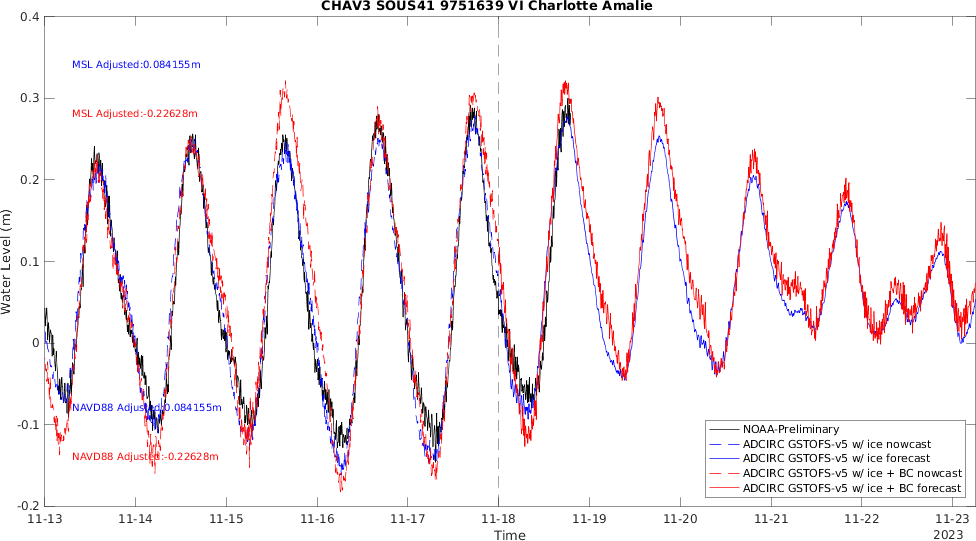 CHAV3 SOUS41 9751639 VI Charlotte Amalie
0.4
MSL Adjusted:0.084155m
0.3
MSL Adjusted:-0.22628m
0.2
0.1
Water Level (m)
0
NAVD88 Adjusted:0.084155m
-0.1
NAVD88 Adjusted:-0.22628m
-0.2
NOAA-Preliminary
ADCIRC GSTOFS-v5 w/ ice nowcast
ADCIRC GSTOFS-v5 w/ ice forecast
ADCIRC GSTOFS-v5 w/ ice + BC nowcast
ADCIRC GSTOFS-v5 w/ ice + BC forecast
11-13 11-14 11-15 11-16 11-17 11-18 11-19 11-20 11-21 11-22 11-23
Time
2023